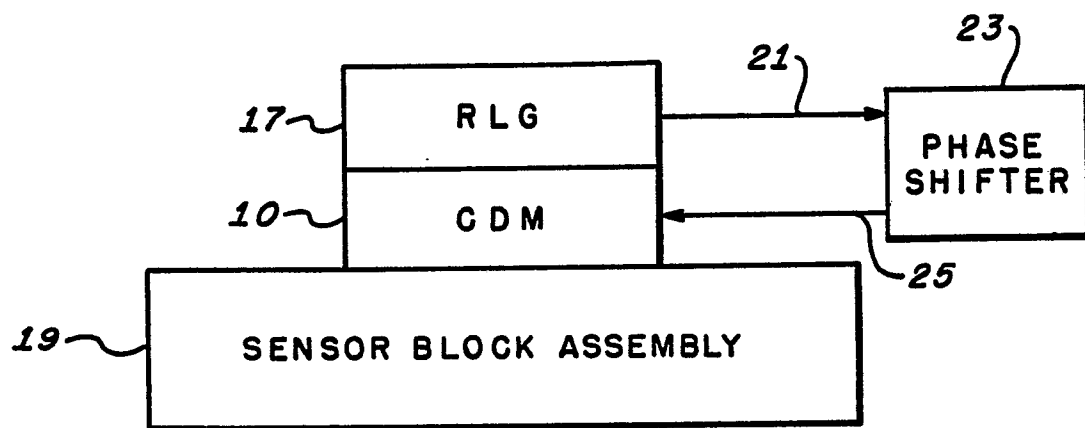 23
21
17
RLG
PHASE
SHIFTER
10
CDM
25
19
SENSOR BLOCK ASSEMBLY